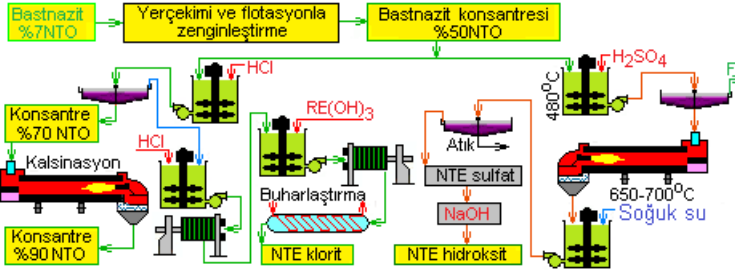 Bastnazit
%7NTO
Yerçekimi ve flotasyonla
zenginleştirme
Bastnazit konsantresi
%50NTO
HCl
H2SO4
F
480°C
Konsantre
%70 NTO
RE(OH)3
HCl
Atık
Kalsinasyon
NTE sulfat
650-700°C
Buharlaştırma
NaOH
Soğuk su
Konsantre
%90 NTO
NTE klorit
NTE hidroksit